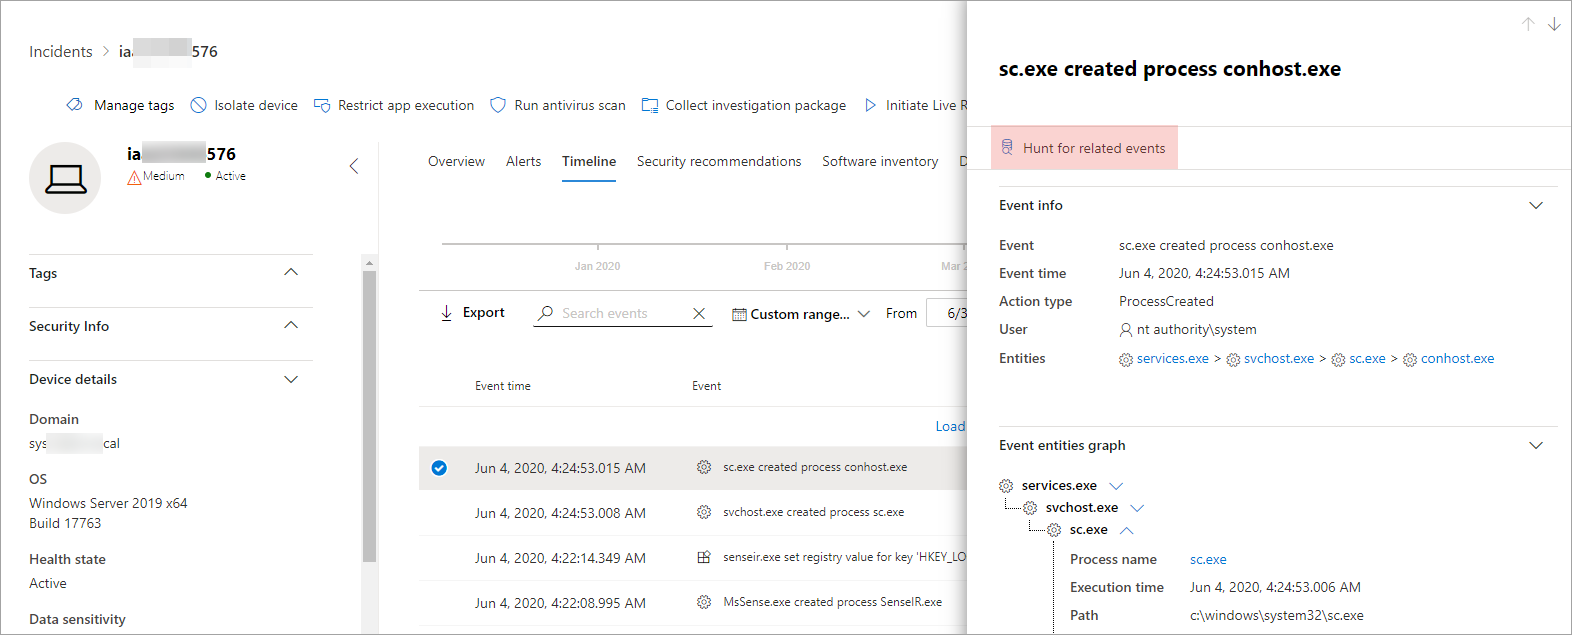 Incidents > ia 576
Manage tags Isolate device Restrict app execution Run antivirus scan Collect investigation package Initiate Live R
ia 576
Medium Active
Tags
Security Info
Device details
Domain
sys cal
OS
Windows Server 2019 x64
Build 17763
Health state
Active
Data sensitivity
Overview Alerts Timeline Security recommendations Software inventory D
Jan 2020 Feb 2020 Mar 2
Export Search events Custom range... From 6/3
Event time Event
Load
Jun 4, 2020, 4:24:53.015 AM sc.exe created process conhost.exe
Jun 4, 2020, 4:24:53.008 AM svchost.exe created process sc.exe
Jun 4, 2020, 4:22:14.349 AM senseir.exe set registry value for key 'HKEY_LO
Jun 4, 2020, 4:22:08.995 AM MsSense.exe created process SenseIR.exe
sc.exe created process conhost.exe
Hunt for related events
Event info
Event sc.exe created process conhost.exe
Event time Jun 4, 2020, 4:24:53.015 AM
Action type ProcessCreated
User nt authority\system
Entities services.exe > svchost.exe > sc.exe > conhost.exe
Event entities graph
services.exe
svchost.exe
sc.exe
Process name sc.exe
Execution time Jun 4, 2020, 4:24:53.006 AM
Path c:\windows\system32\sc.exe